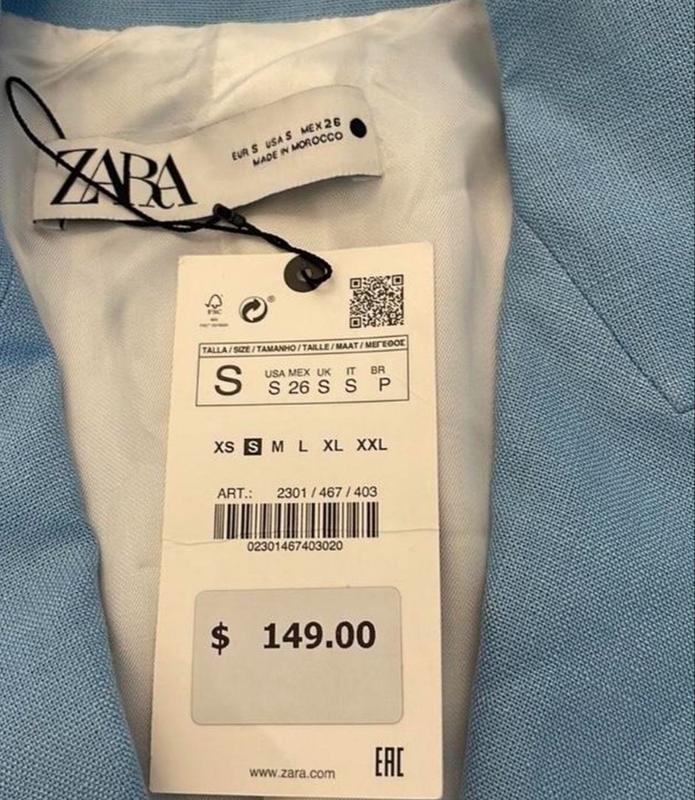 ZARA
EUR S USA S MEX 26
MADE IN MOROCCO
FSC
TALLA / SIZE / TAMANHO / TAILLE / MAAT / ΜΕΓΕΘΟΣ
USA MEX UK IT BR
S S 26 S S P
XS S M L XL XXL
ART.: 2301 / 467 / 403
02301467403020
$ 149.00
www.zara.com
EAC